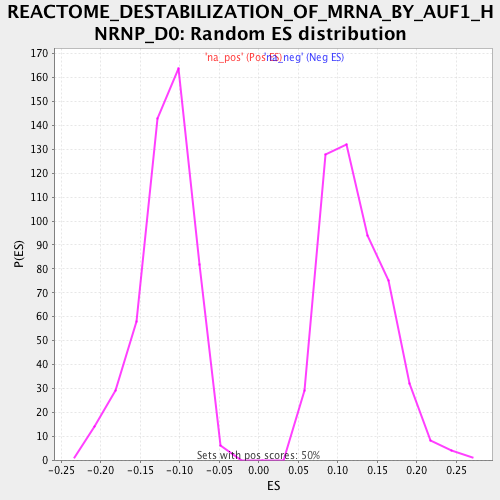 REACTOME_DESTABILIZATION_OF_MRNA_BY_AUF1_H
NRNP_D0: Random ES distribution
'na_pos' (Pos ES) 'na_neg' (Neg ES)
170
160
150
140
130
120
110
100
90
80
70
60
50
40
30
20
10
0
P(ES)
Sets with pos scores: 50%
-0.25 -0.20 -0.15 -0.10 -0.05 0.00 0.05 0.10 0.15 0.20 0.25
ES